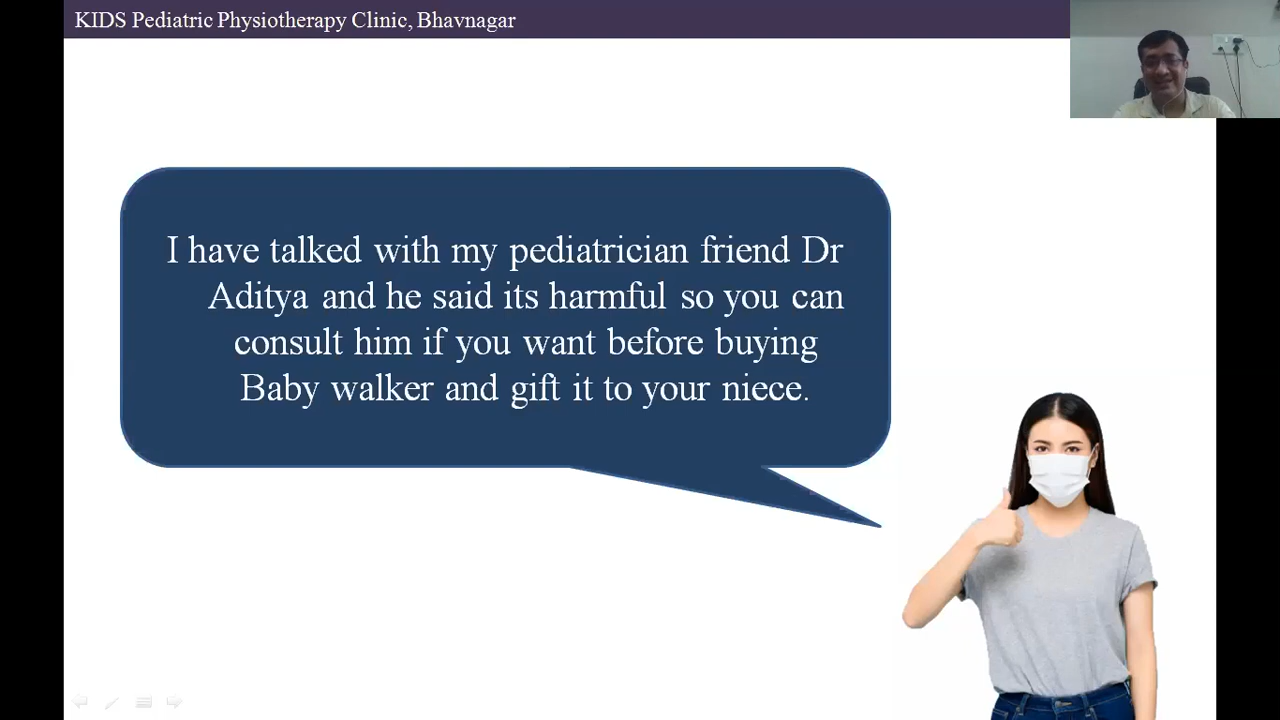 KIDS Pediatric Physiotherapy Clinic, Bhavnagar
I have talked with my pediatrician friend Dr
Aditya and he said its harmful so you can
consult him if you want before buying
Baby walker and gift it to your niece.